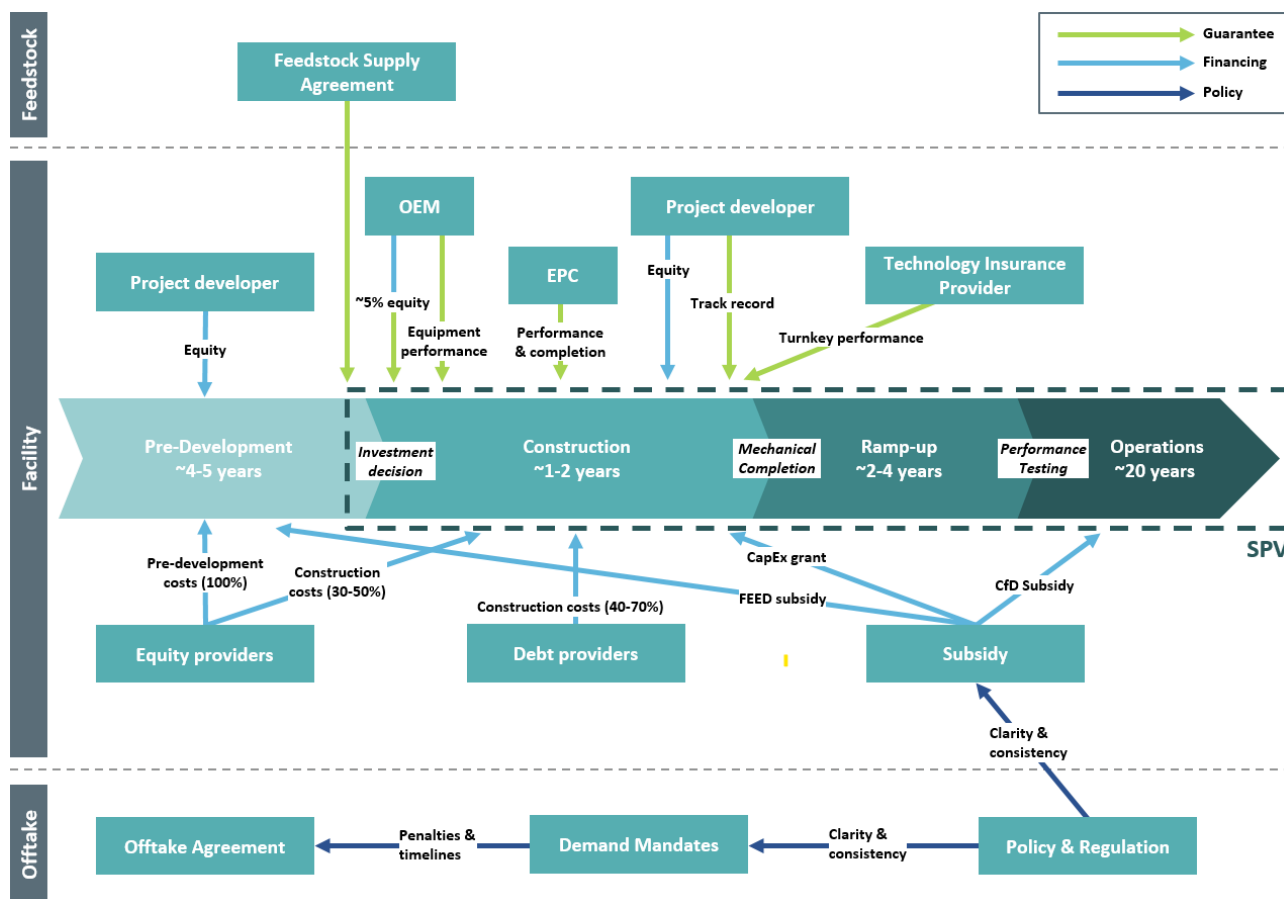 Feedstock
Feedstock Supply
Agreement
Guarantee
Financing
Policy
Facility
OEM
Project developer
EPC
Technology Insurance
Provider
Project developer
Equity
~5% equity
Equipment
performance
Performance
& completion
Equity
Track record
Turnkey performance
Pre-Development
~4-5 years
Investment
decision
Construction
~1-2 years
Mechanical
Completion
Ramp-up
~2-4 years
Performance
Testing
Operations
~20 years
SPV
Pre-development
costs (100%)
Construction
costs (30-50%)
Construction costs (40-70%)
CapEx grant
FEED subsidy
CfD Subsidy
Equity providers
Debt providers
Subsidy
Clarity &
consistency
Offtake
Offtake Agreement
Penalties &
timelines
Demand Mandates
Clarity &
consistency
Policy & Regulation